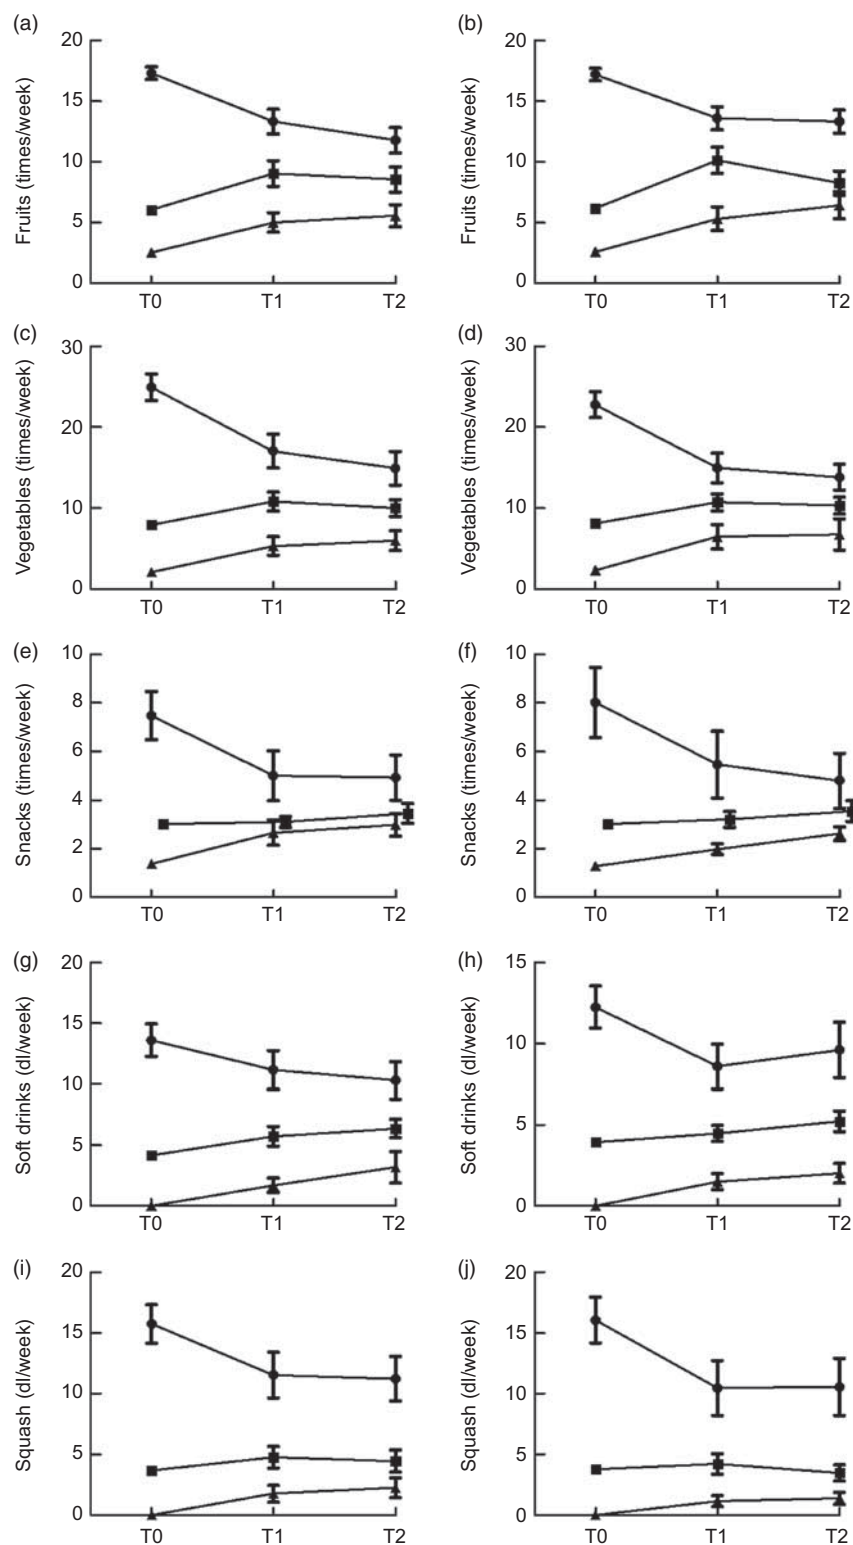 (a)
Fruits (times/week)
20
15
10
5
0
T0 T1 T2
(b)
Fruits (times/week)
20
15
10
5
0
T0 T1 T2
(c)
Vegetables (times/week)
30
20
10
0
T0 T1 T2
(d)
Vegetables (times/week)
30
20
10
0
T0 T1 T2
(e)
Snacks (times/week)
10
8
6
4
2
0
T0 T1 T2
(f)
Snacks (times/week)
10
8
6
4
2
0
T0 T1 T2
(g)
Soft drinks (dl/week)
20
15
10
5
0
T0 T1 T2
(h)
Soft drinks (dl/week)
15
10
5
0
T0 T1 T2
(i)
Squash (dl/week)
20
15
10
5
0
T0 T1 T2
(j)
Squash (dl/week)
20
15
10
5
0
T0 T1 T2